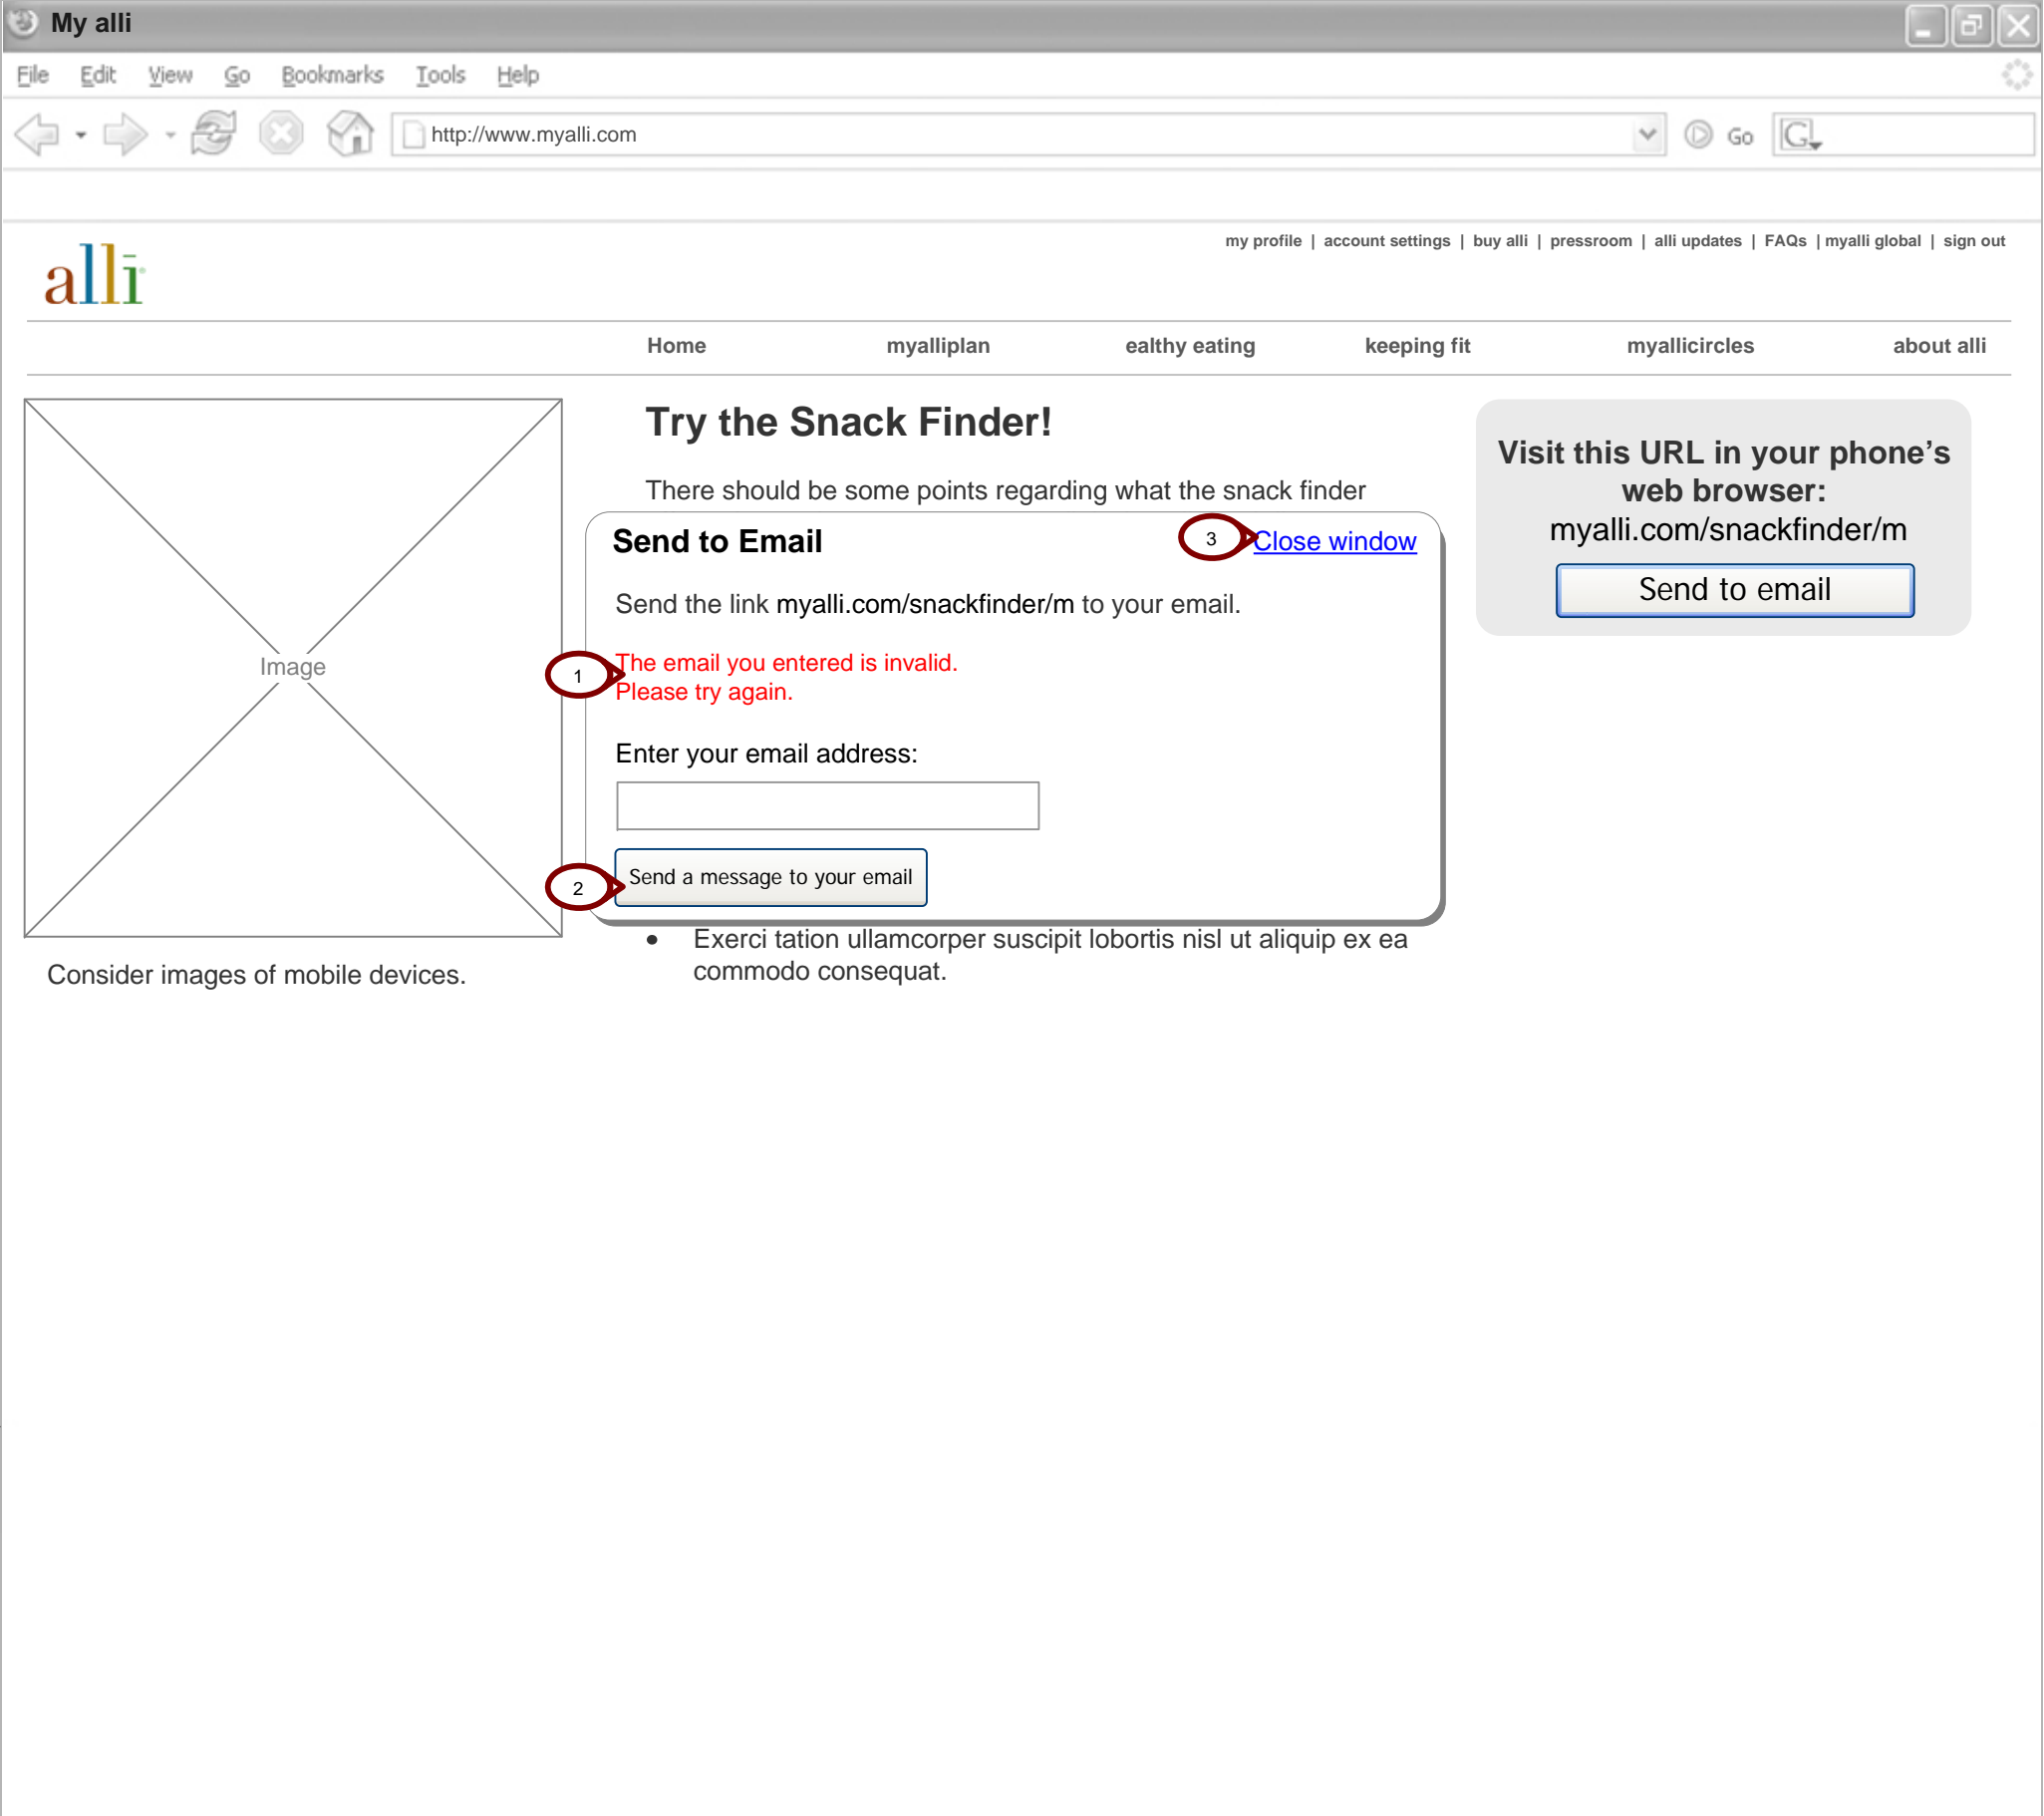 My alli
File Edit View Go Bookmarks Tools Help
http://www.myalli.com
Go
G
my profile | account settings | buy alli | pressroom | alli updates | FAQs | myalli global | sign out
alli
Home myalliplan ealthy eating keeping fit myallicircles about alli
Image
Consider images of mobile devices.
Try the Snack Finder!
There should be some points regarding what the snack finder
Send to Email
3
Close window
Send the link myalli.com/snackfinder/m to your email.
1
The email you entered is invalid.
Please try again.
Enter your email address:
2
Send a message to your email
• Exerci tation ullamcorper suscipit lobortis nisl ut aliquip ex ea
commodo consequat.
Visit this URL in your phone’s
web browser:
myalli.com/snackfinder/m
Send to email